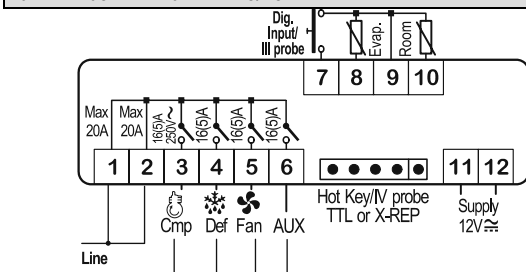 Dig.
Input/
III probe
Evap.
Room
7 8 9 10
Max
20A
Max
20A
16(5)A
250V~
16(5)A
16(5)A
16(5)A
1 2 3 4 5 6
11 12
Hot Key/IV probe
TTL or X-REP
Supply
12V≂
Cmp Def Fan AUX
Line